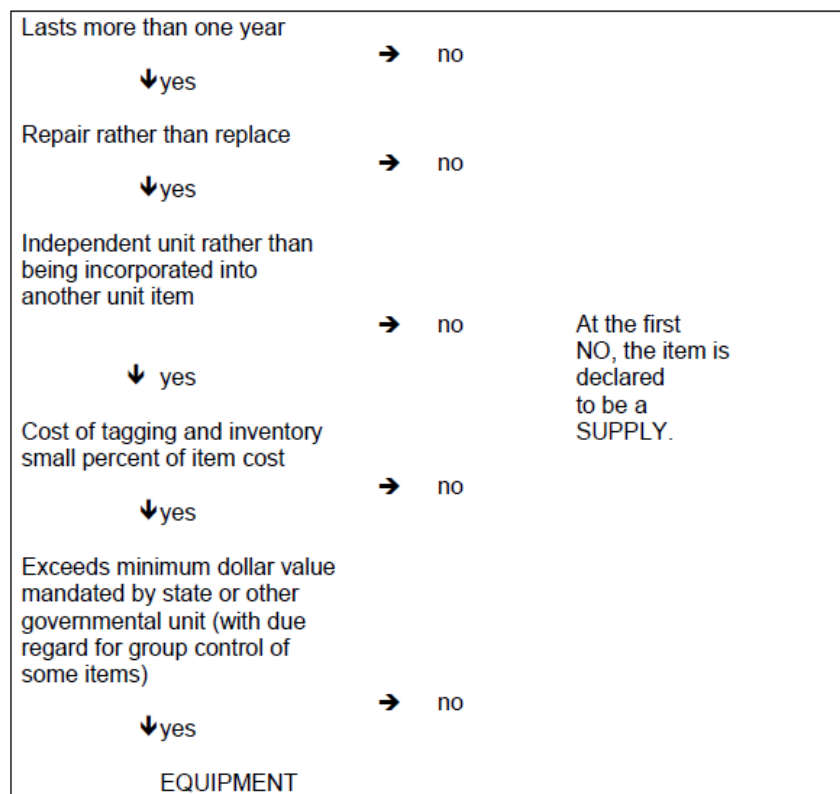 Lasts more than one year
➔ no
🡻yes
Repair rather than replace
➔ no
🡻yes
Independent unit rather than
being incorporated into
another unit item
➔ no
At the first
NO, the item is
declared
to be a
SUPPLY.
🡻 yes
Cost of tagging and inventory
small percent of item cost
➔ no
🡻yes
Exceeds minimum dollar value
mandated by state or other
governmental unit (with due
regard for group control of
some items)
➔ no
🡻yes
EQUIPMENT